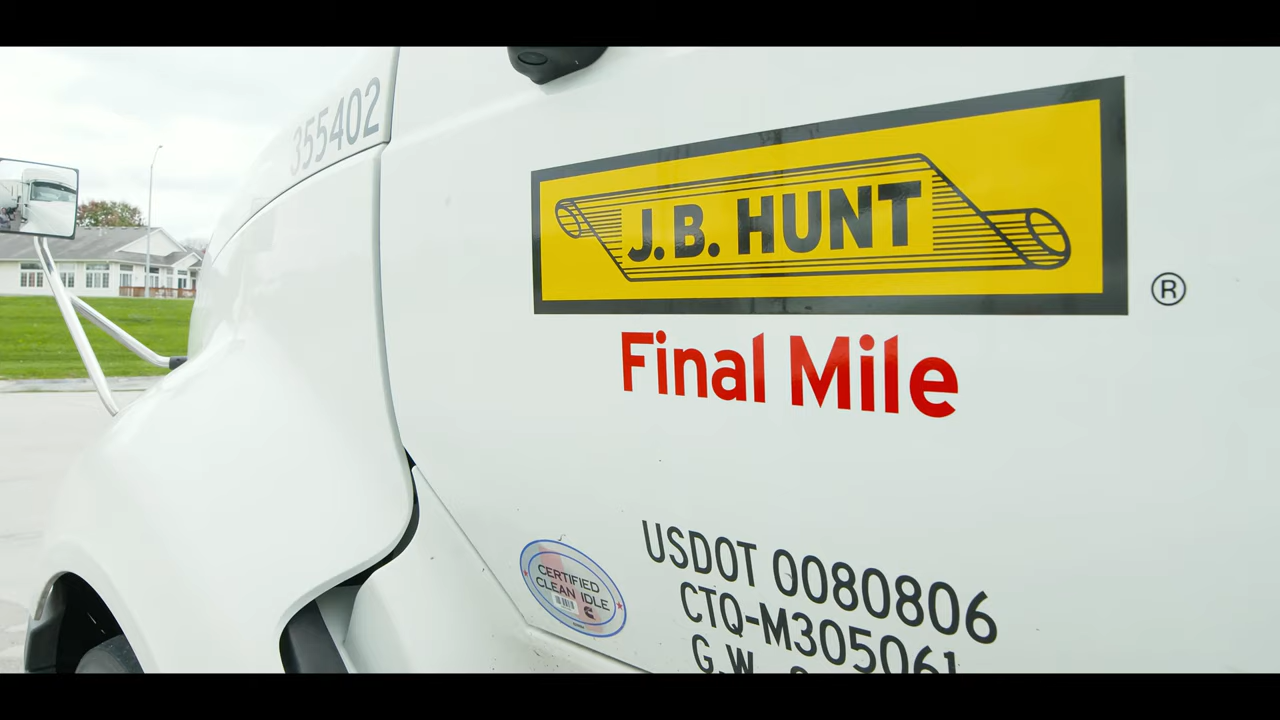 355402
J.B. HUNT
®
Final Mile
USDOT 0080806
CTQ-M305061
G.W.
CERTIFIED
CLEAN IDLE